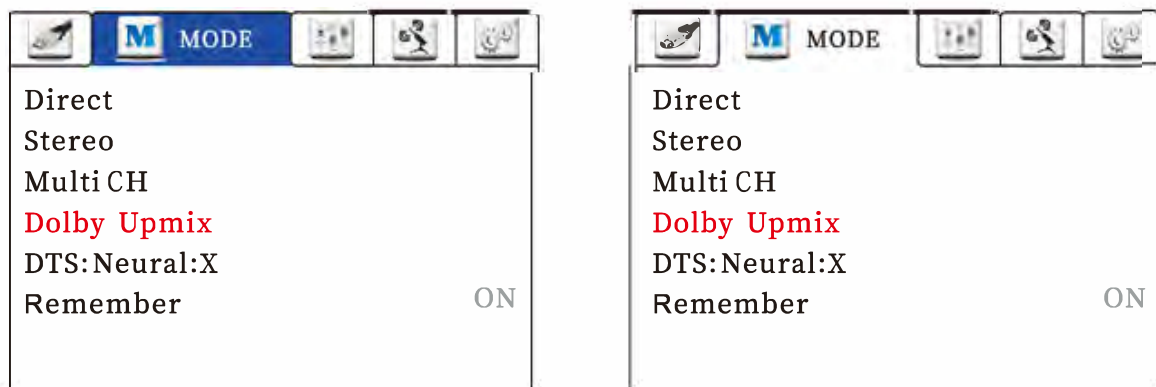 M MODE
Direct
Stereo
Multi CH
Dolby Upmix
DTS:Neural:X
Remember ON
M MODE
Direct
Stereo
Multi CH
Dolby Upmix
DTS:Neural:X
Remember ON